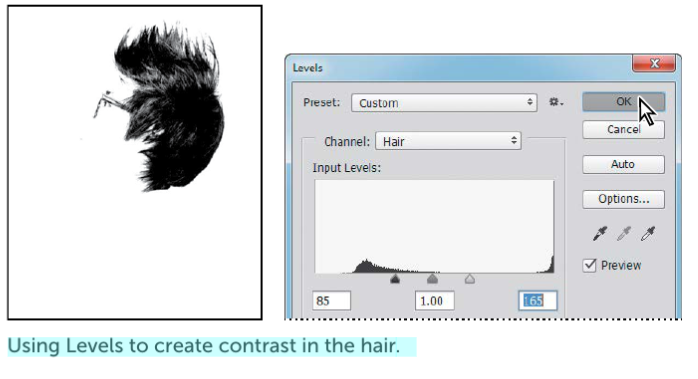 Levels
Preset: Custom
OK
Channel: Hair
Cancel
Input Levels:
Auto
Options...
Preview
85 1.00 165
Using Levels to create contrast in the hair.